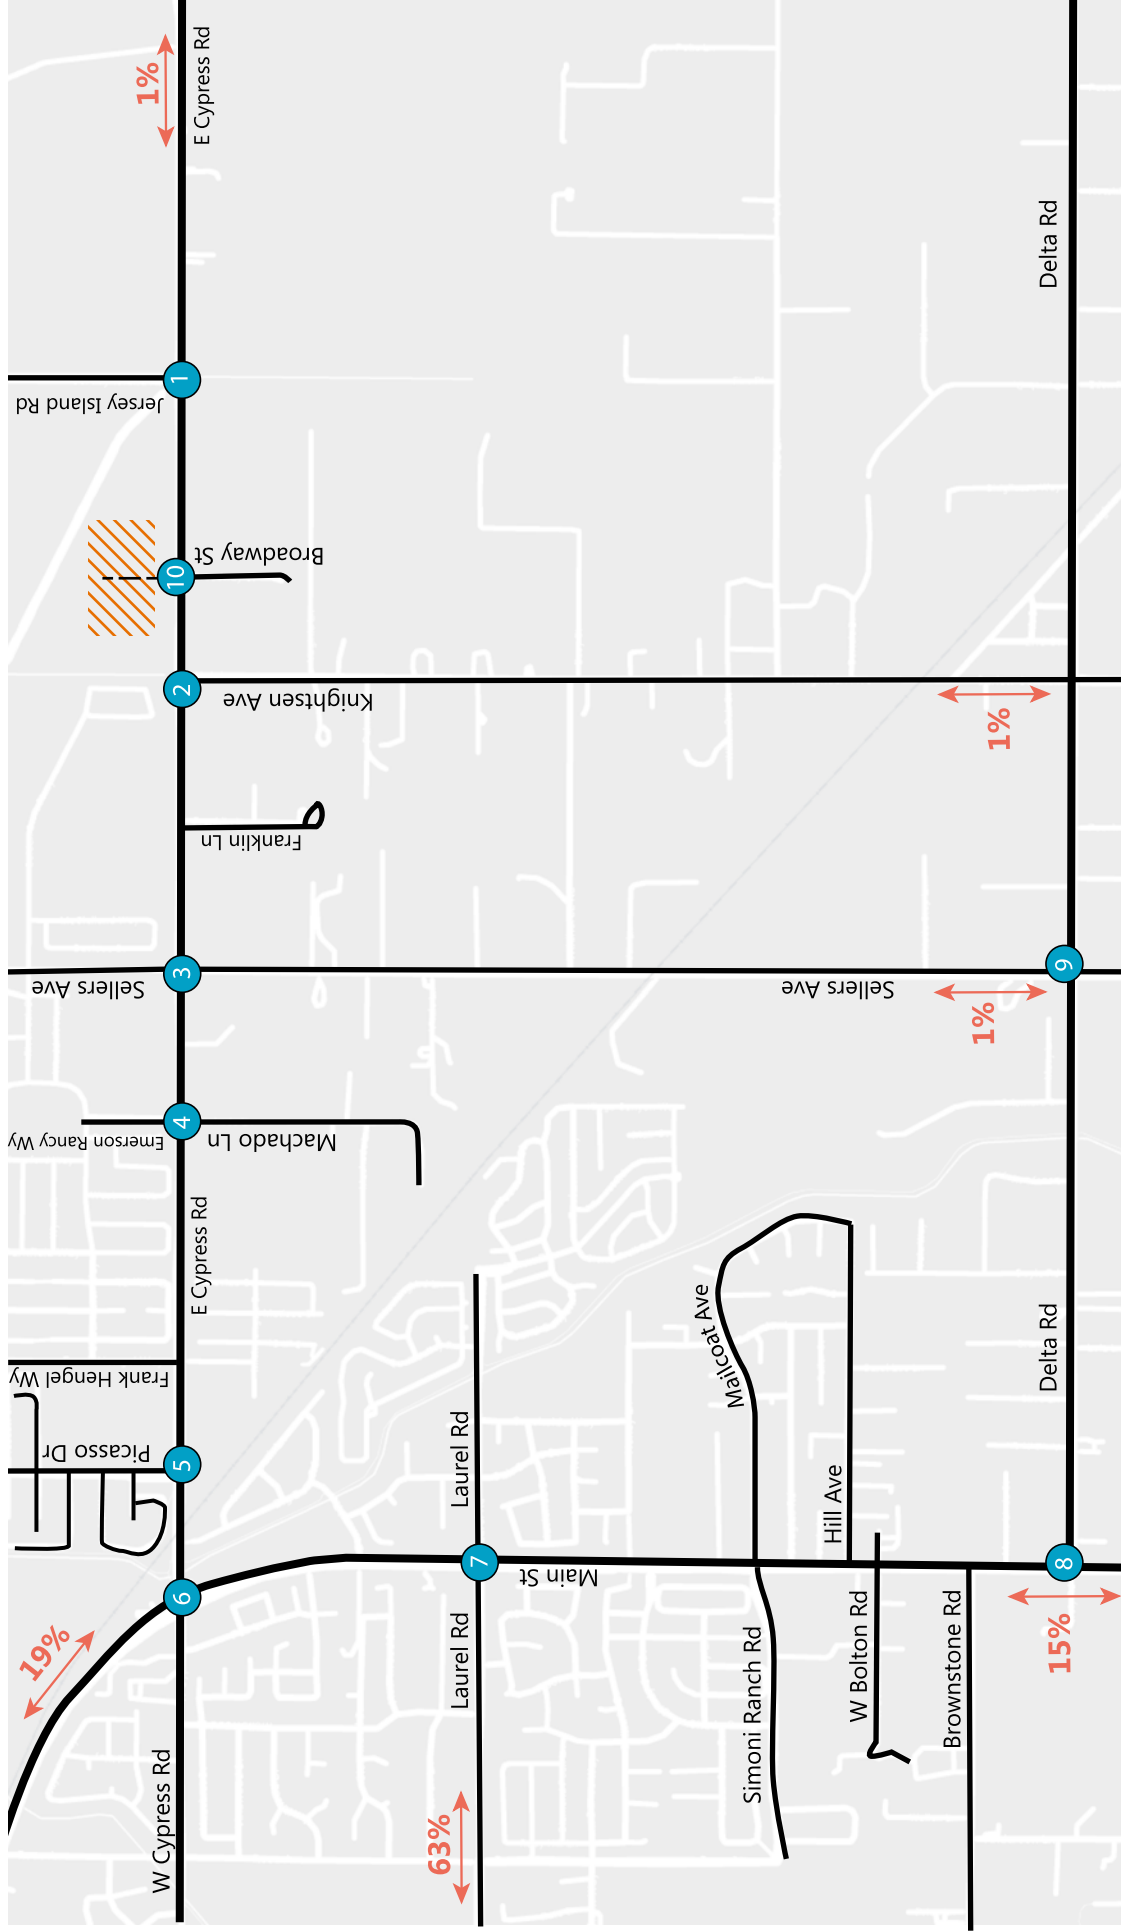 1%
E Cypress Rd
Delta Rd
1
Jersey Island Rd
10
Broadway St
2
Knightsen Ave
1%
Franklin Ln
3
Sellers Ave
Sellers Ave
9
1%
4
Emerson Rancy Wy
Machado Ln
E Cypress Rd
Frank Hengel Wy
Picasso Dr
5
Laurel Rd
Mailcoat Ave
Hill Ave
Delta Rd
6
7
Main St
8
19%
15%
W Cypress Rd
Laurel Rd
63%
Simoni Ranch Rd
W Bolton Rd
Brownstone Rd